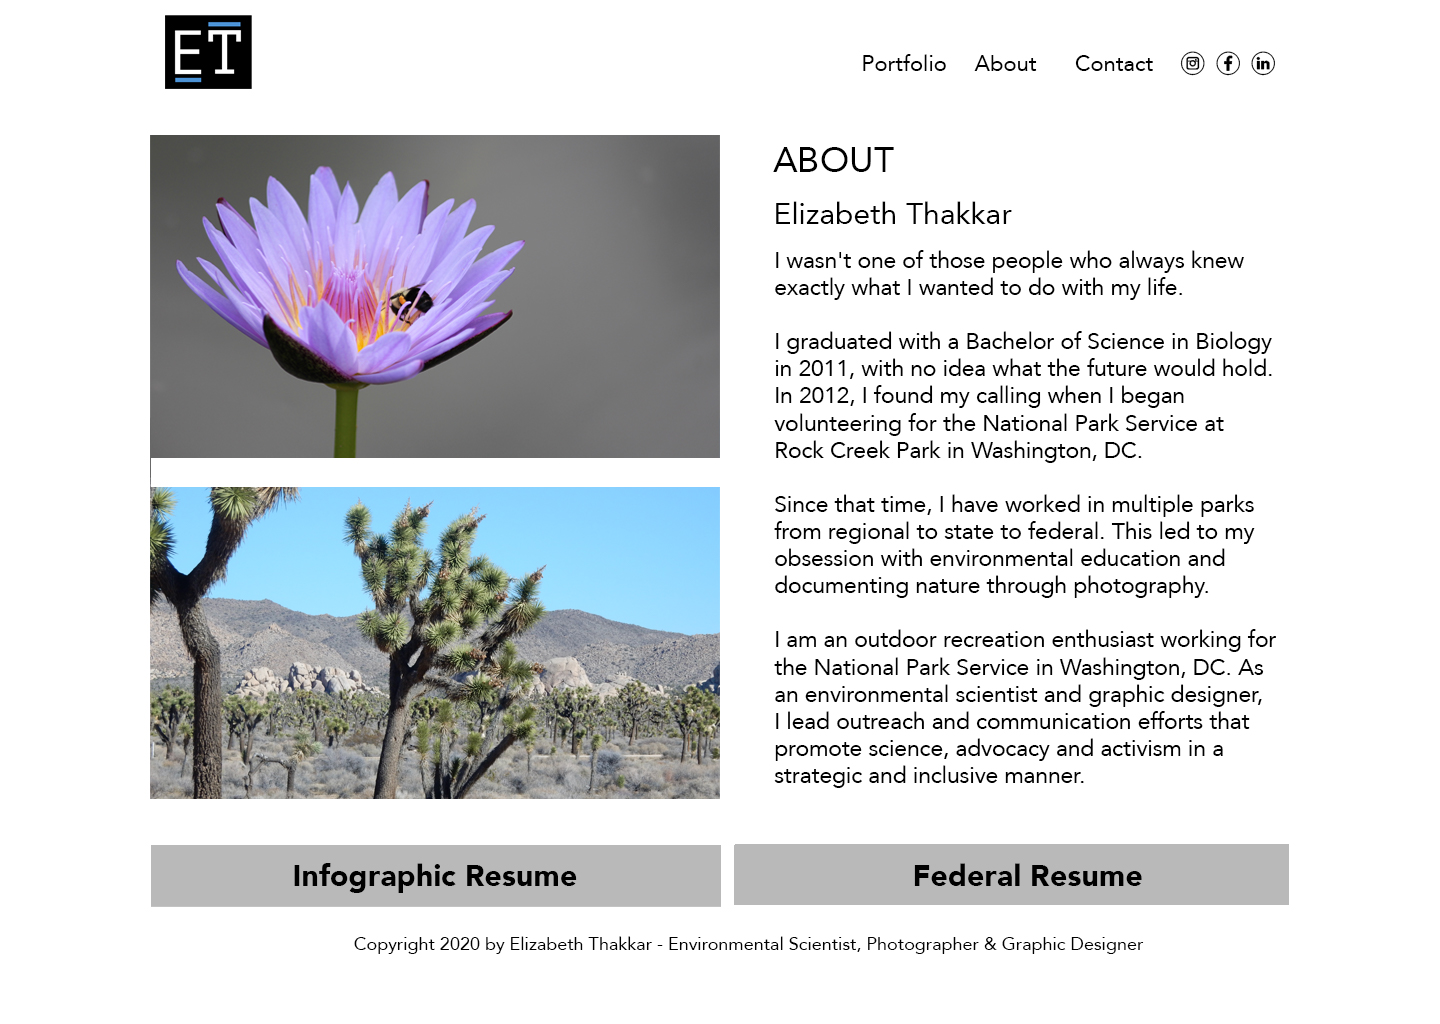 ET
Portfolio About Contact
ABOUT
Elizabeth Thakkar
I wasn't one of those people who always knew
exactly what I wanted to do with my life.
I graduated with a Bachelor of Science in Biology
in 2011, with no idea what the future would hold.
In 2012, I found my calling when I began
volunteering for the National Park Service at
Rock Creek Park in Washington, DC.
Since that time, I have worked in multiple parks
from regional to state to federal. This led to my
obsession with environmental education and
documenting nature through photography.
I am an outdoor recreation enthusiast working for
the National Park Service in Washington, DC. As
an environmental scientist and graphic designer,
I lead outreach and communication efforts that
promote science, advocacy and activism in a
strategic and inclusive manner.
Infographic Resume
Federal Resume
Copyright 2020 by Elizabeth Thakkar - Environmental Scientist, Photographer & Graphic Designer